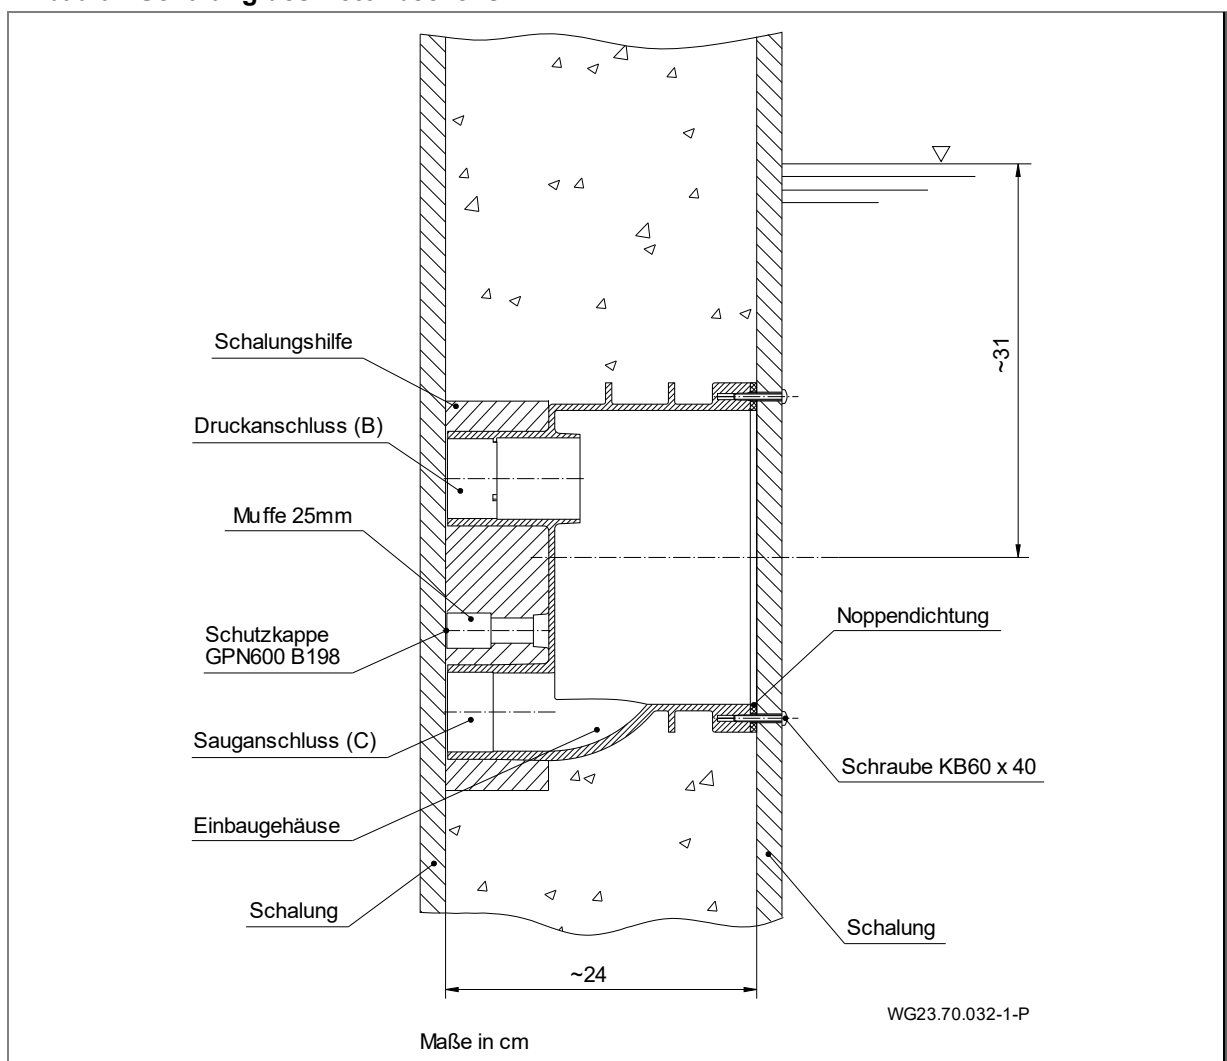 Schalungshilfe
Druckanschluss (B)
Muffe 25mm
Schutzkappe
GPN600 B198
Sauganschluss (C)
Einbaugehäuse
Schalung
~31
Noppendichtung
Schraube KB60 x 40
Schalung
~24
WG23.70.032-1-P
Maße in cm